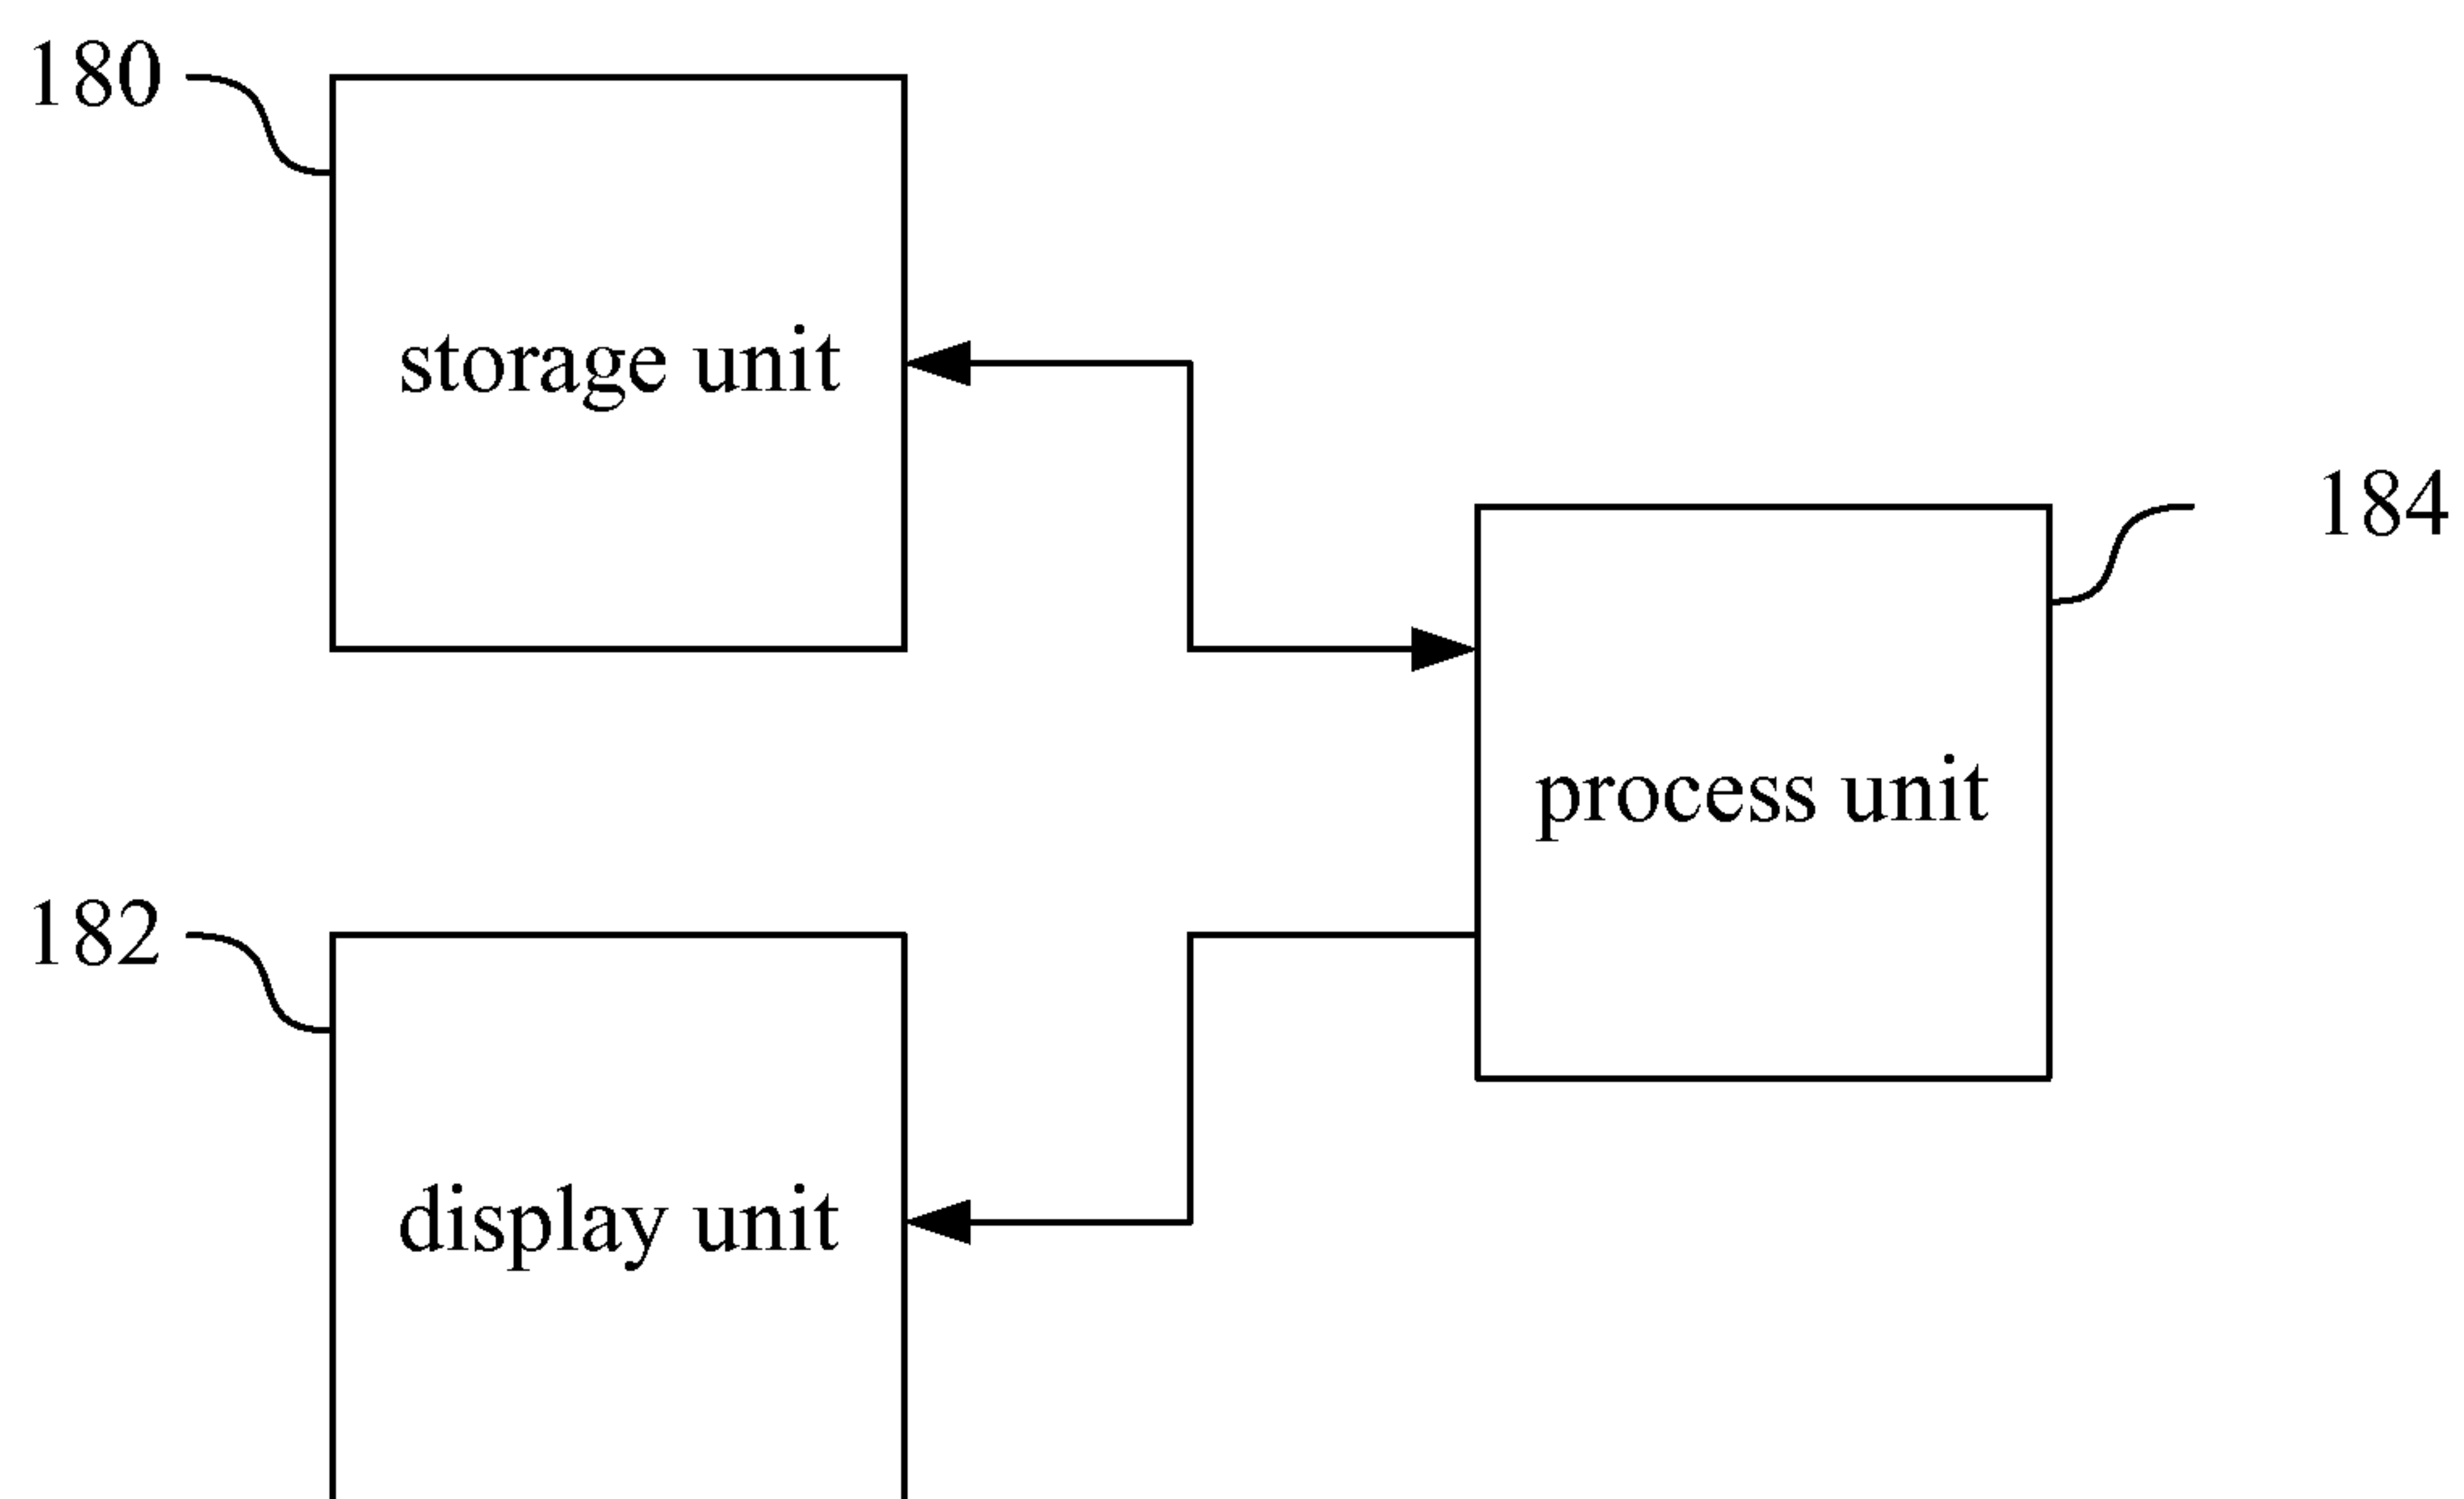 180
storage unit
184
process unit
182
display unit